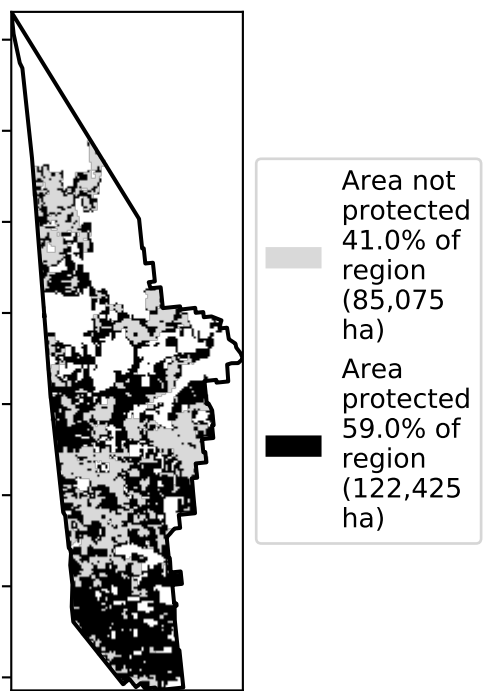 Area not
protected
41.0% of
region
(85,075
ha)
Area
protected
59.0% of
region
(122,425
ha)